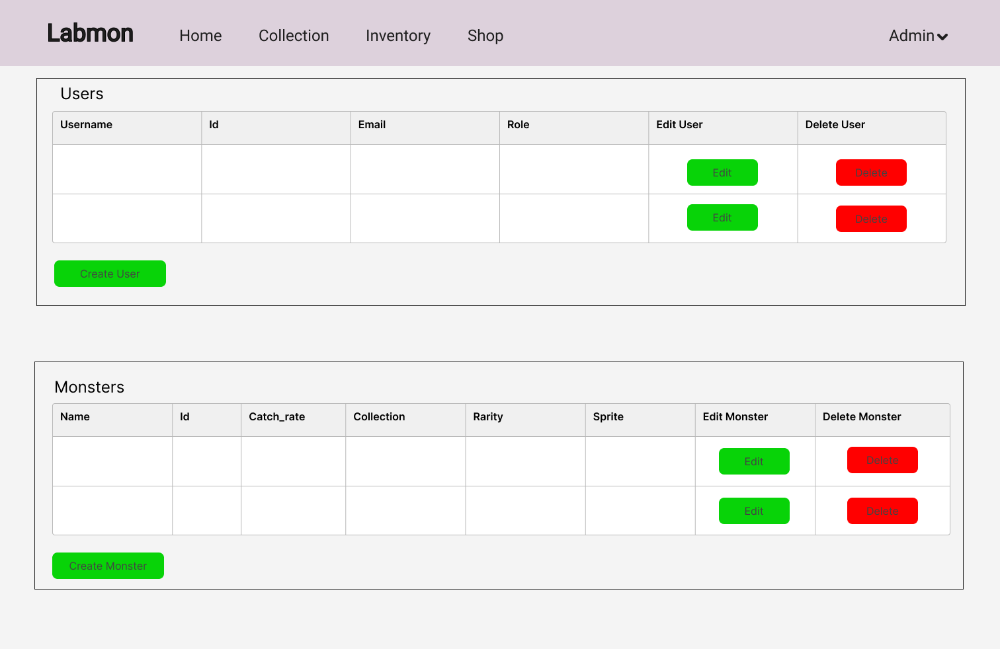 Labmon Home Collection Inventory Shop Admin
Users
Username Id Email Role Edit User Delete User
Edit Delete
Edit Delete
Create User
Monsters
Name Id Catch_rate Collection Rarity Sprite Edit Monster Delete Monster
Edit Delete
Edit Delete
Create Monster